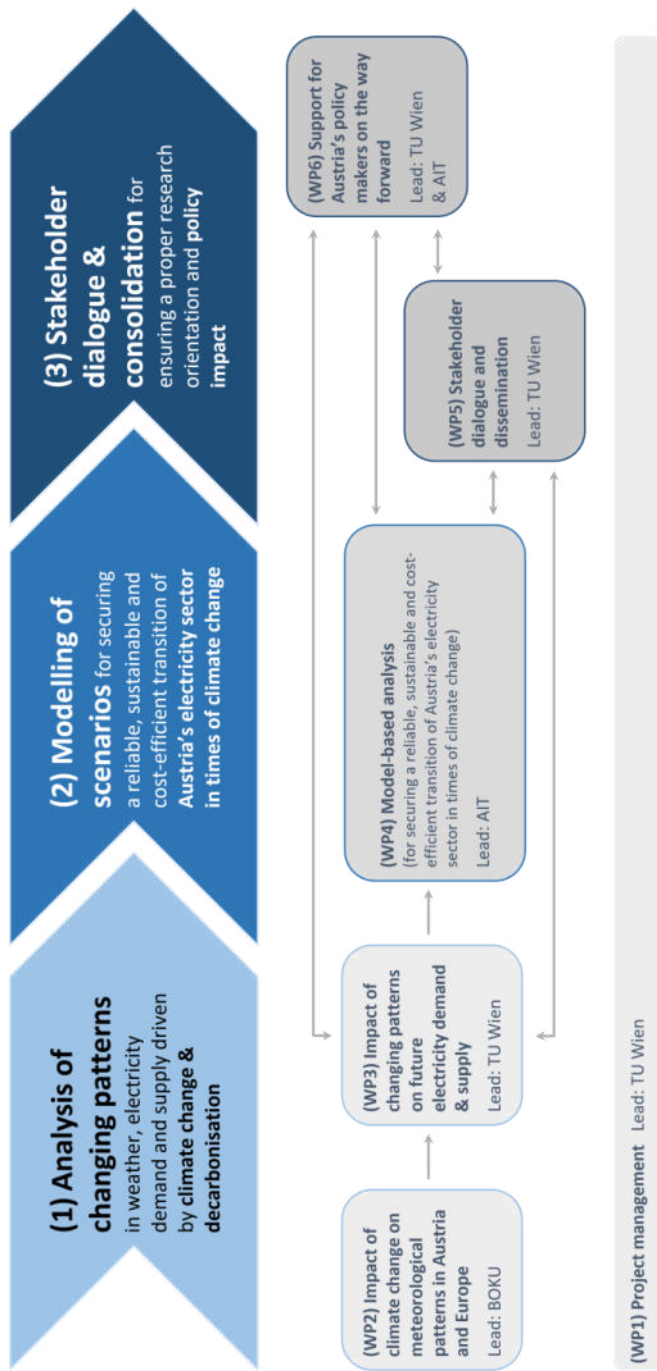 (1) Analysis of
changing patterns
in weather, electricity
demand and supply driven
by climate change &
decarbonisation
(2) Modelling of
scenarios for securing
a reliable, sustainable and
cost-efficient transition of
Austria's electricity sector
in times of climate change
(3) Stakeholder
dialogue &
consolidation for
ensuring a proper research
orientation and policy
impact
(WP2) Impact of
climate change on
meteorological
patterns in Austria
and Europe
Lead: BOKU
(WP3) Impact of
changing patterns
on future
electricity demand
& supply
Lead: TU Wien
(WP4) Model-based analysis
(for securing a reliable, sustainable and cost-
efficient transition of Austria's electricity
sector in times of climate change)
Lead: AIT
(WP5) Stakeholder
dialogue and
dissemination
Lead: TU Wien
(WP6) Support for
Austria's policy
makers on the way
forward
Lead: TU Wien
& AIT
(WP1) Project management Lead: TU Wien